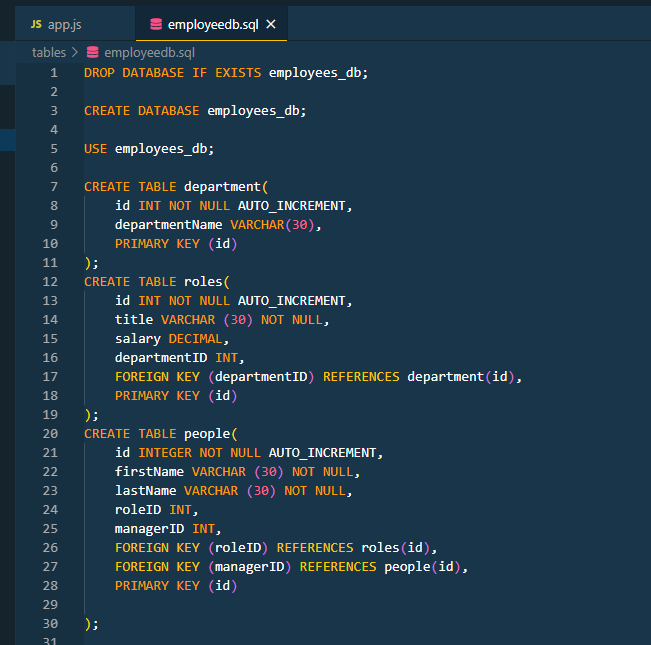 JS app.js employeedb.sql ×
tables > employeedb.sql
1 DROP DATABASE IF EXISTS employees_db;
2
3 CREATE DATABASE employees_db;
4
5 USE employees_db;
6
7 CREATE TABLE department(
8 id INT NOT NULL AUTO_INCREMENT,
9 departmentName VARCHAR(30),
10 PRIMARY KEY (id)
11 );
12 CREATE TABLE roles(
13 id INT NOT NULL AUTO_INCREMENT,
14 title VARCHAR (30) NOT NULL,
15 salary DECIMAL,
16 departmentID INT,
17 FOREIGN KEY (departmentID) REFERENCES department(id),
18 PRIMARY KEY (id)
19 );
20 CREATE TABLE people(
21 id INTEGER NOT NULL AUTO_INCREMENT,
22 firstName VARCHAR (30) NOT NULL,
23 lastName VARCHAR (30) NOT NULL,
24 roleID INT,
25 managerID INT,
26 FOREIGN KEY (roleID) REFERENCES roles(id),
27 FOREIGN KEY (managerID) REFERENCES people(id),
28 PRIMARY KEY (id)
29
30 );
31